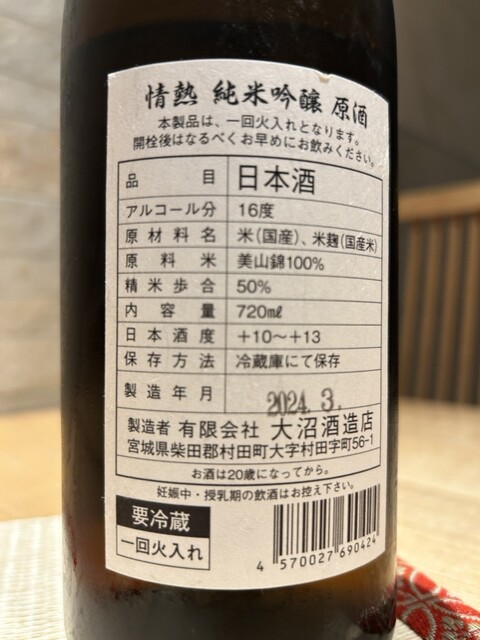 情熱 純米吟醸 原酒
本製品は、一回火入れとなります。
開栓後はなるべくお早めにお飲みください。
品目 日本酒
アルコール分 16度
原材料名 米(国産)、米麹(国産米)
原料米 美山錦100%
精米歩合 50%
内容量 720㎖
日本酒度 +10～+13
保存方法 冷蔵庫にて保存
製造年月 2024.3.
製造者 有限会社 大沼酒造店
宮城県柴田郡村田町大字村田字町56-1
お酒は20歳になってから。
妊娠中・授乳期の飲酒はお控え下さい。
要冷蔵
一回火入れ
4 570027 690424